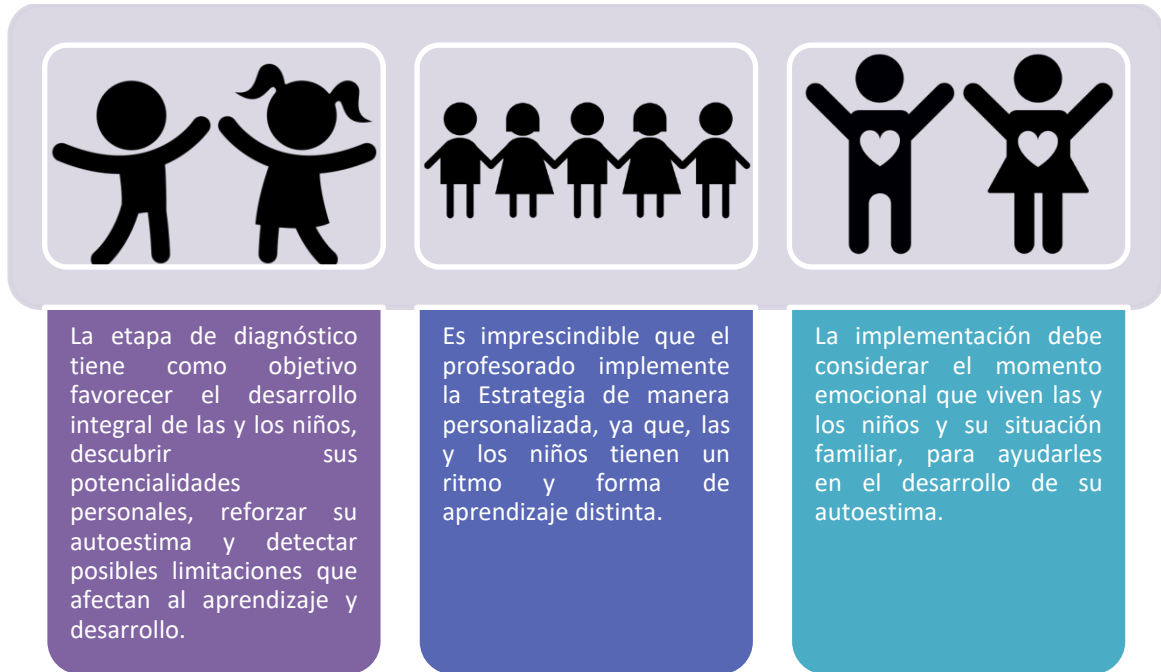 La etapa de diagnóstico
tiene como objetivo
favorecer el desarrollo
integral de las y los niños,
descubrir sus
potencialidades
personales, reforzar su
autoestima y detectar
posibles limitaciones que
afectan al aprendizaje y
desarrollo.
Es imprescindible que el
profesorado implemente
la Estrategia de manera
personalizada, ya que, las
y los niños tienen un
ritmo y forma de
aprendizaje distinta.
La implementación debe
considerar el momento
emocional que viven las y
los niños y su situación
familiar, para ayudarles
en el desarrollo de su
autoestima.